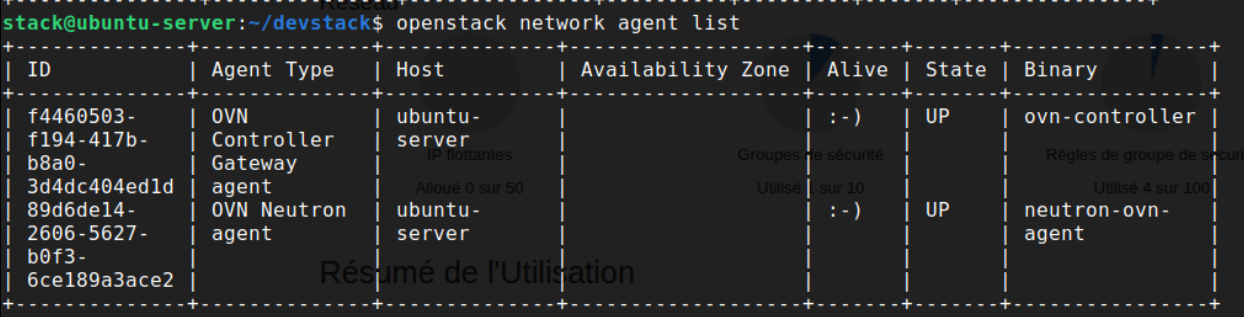 Réseau
stack@ubuntu-server:~/devstack$ openstack network agent list
+--------------+--------------+--------------+-------------------+-------+-------+----------------+
| ID | Agent Type | Host | Availability Zone | Alive | State | Binary |
+--------------+--------------+--------------+-------------------+-------+-------+----------------+
| f4460503- | OVN | ubuntu- | | :-) | UP | ovn-controller |
| f194-417b- | Controller | server | | | | |
| b8a0- | Gateway | | | | | |
IP flottantes Groupes de sécurité Règles de groupe de sécuri
| 3d4dc404ed1d | agent | | | | | |
Alloué 0 sur 50 Utilisé 1 sur 10 Utilisé 4 sur 100
| 89d6de14- | OVN Neutron | ubuntu- | | :-) | UP | neutron-ovn- |
| 2606-5627- | agent | server | | | | agent |
| b0f3- | | | | | | |
| 6ce189a3ace2 | | | | | | |
Résumé de l'Utilisation
+--------------+--------------+--------------+-------------------+-------+-------+----------------+